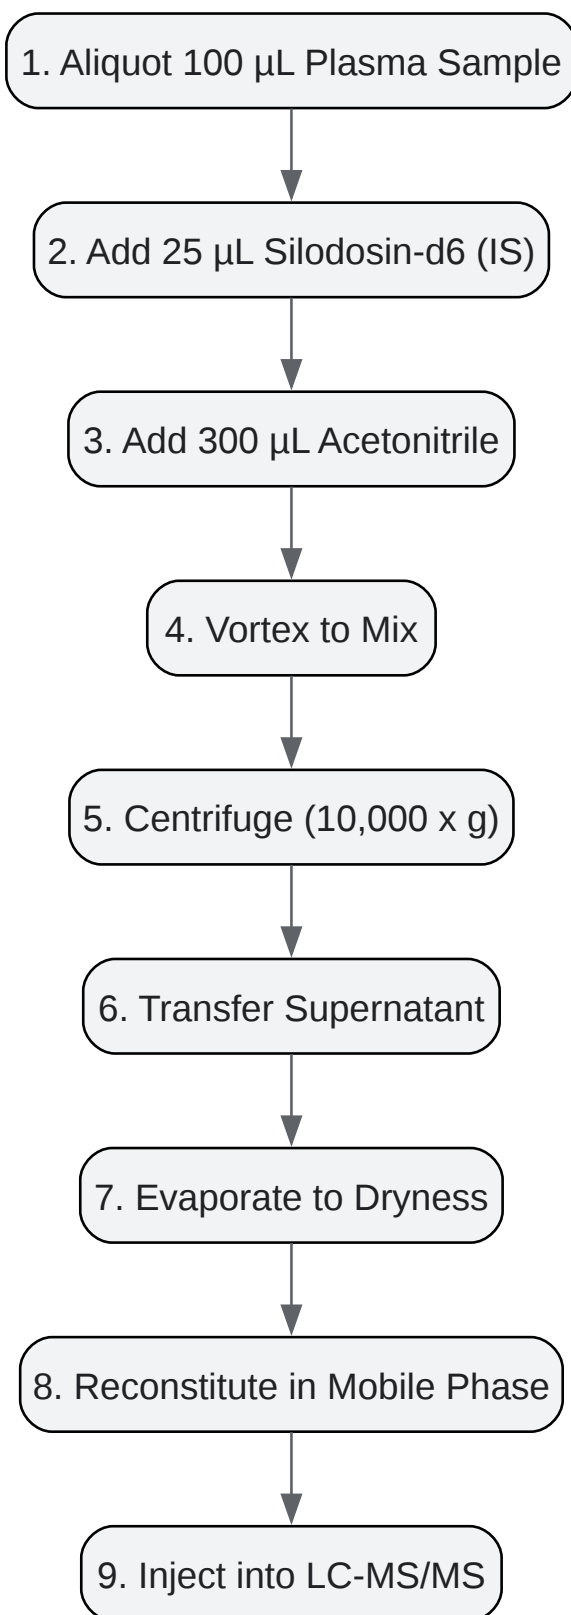 1. Aliquot 100 µL Plasma Sample
2. Add 25 µL Silodosin-d6 (IS)
3. Add 300 µL Acetonitrile
4. Vortex to Mix
5. Centrifuge (10,000 x g)
6. Transfer Supernatant
7. Evaporate to Dryness
8. Reconstitute in Mobile Phase
9. Inject into LC-MS/MS